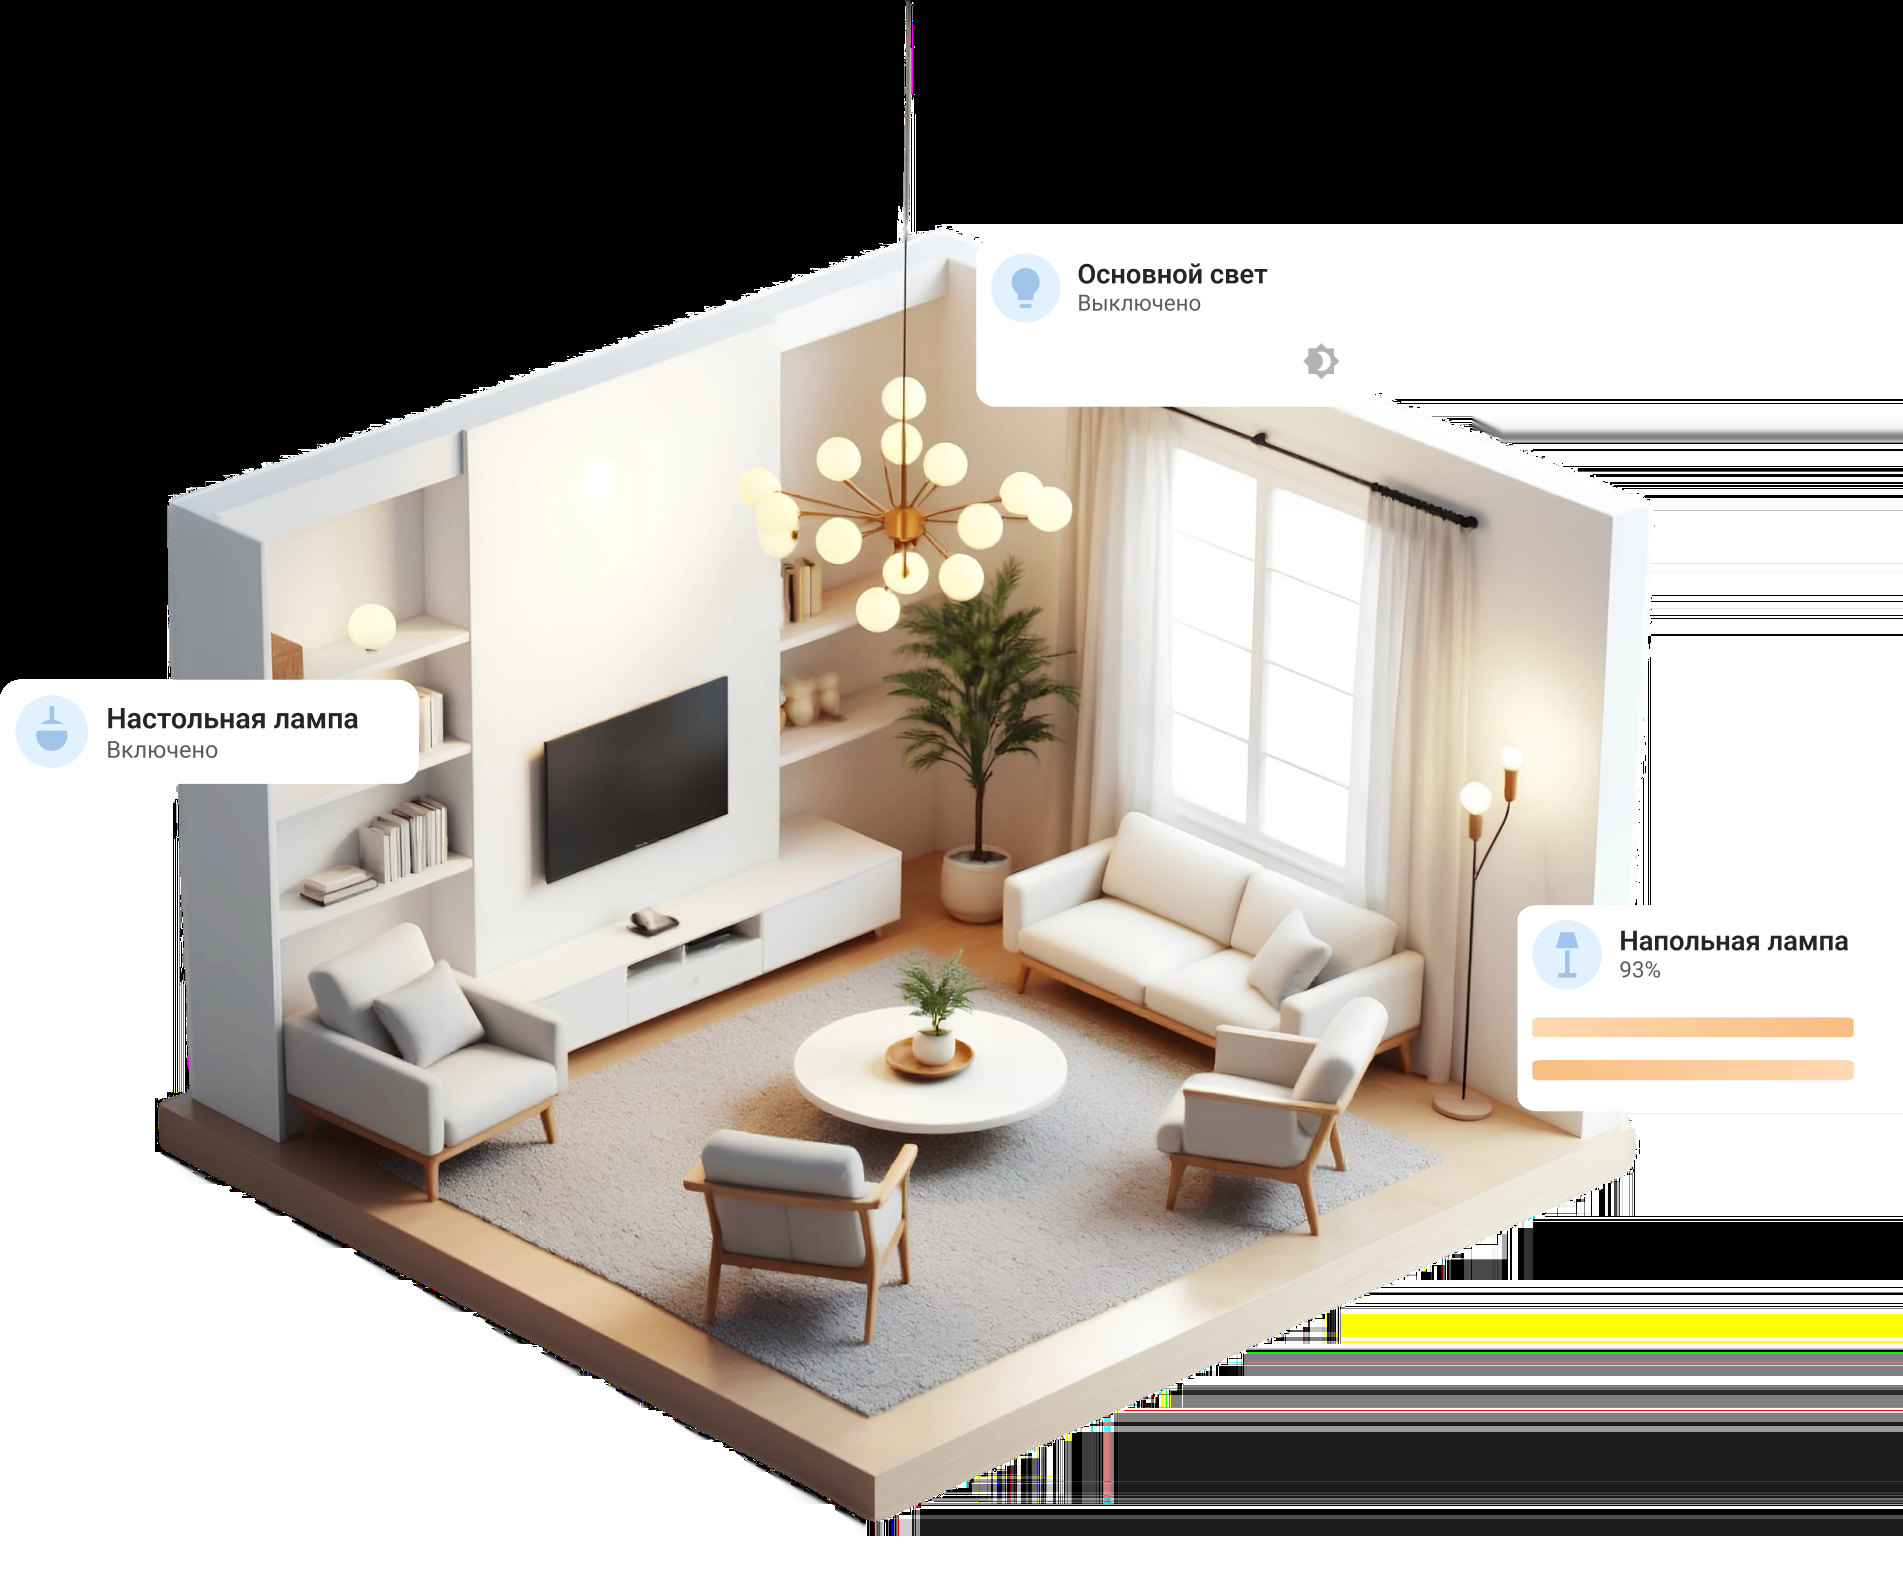 Основной свет
Выключено
Настольная лампа
Включено
Напольная лампа
93%